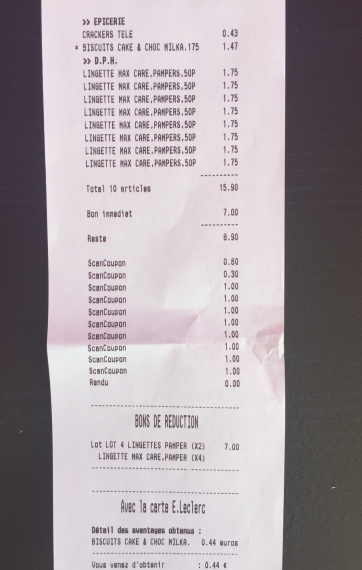 >> EPICERIE
CRACKERS TELE 0.43
* BISCUITS CAKE & CHOC MILKA.175 1.47
>> D.P.H.
LINGETTE MAX CARE,PAMPERS,50P 1.75
LINGETTE MAX CARE,PAMPERS,50P 1.75
LINGETTE MAX CARE,PAMPERS,50P 1.75
LINGETTE MAX CARE,PAMPERS,50P 1.75
LINGETTE MAX CARE,PAMPERS,50P 1.75
LINGETTE MAX CARE,PAMPERS,50P 1.75
LINGETTE MAX CARE,PAMPERS,50P 1.75
LINGETTE MAX CARE,PAMPERS,50P 1.75
Total 10 articles 15.90
Bon immediat 7.00
Reste 8.90
ScanCoupon 0.60
ScanCoupon 0.30
ScanCoupon 1.00
ScanCoupon 1.00
ScanCoupon 1.00
ScanCoupon 1.00
ScanCoupon 1.00
ScanCoupon 1.00
ScanCoupon 1.00
ScanCoupon 1.00
Rendu 0.00
BONS DE REDUCTION
Lot LOT 4 LINGETTES PAMPER (X2) 7.00
LINGETTE MAX CARE,PAMPER (X4)
Avec la carte E.Leclerc
Détail des avantages obtenus :
BISCUITS CAKE & CHOC MILKA. 0.44 euros
Vous venez d'obtenir : 0.44 €